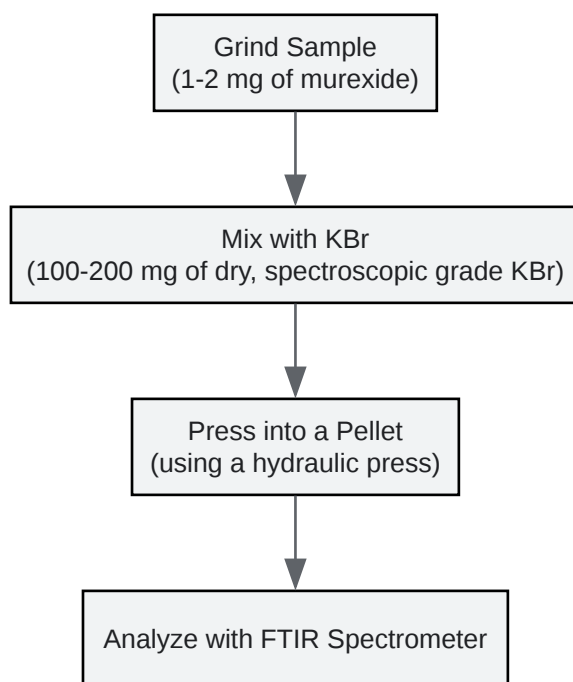 Grind Sample
(1-2 mg of murexide)
Mix with KBr
(100-200 mg of dry, spectroscopic grade KBr)
Press into a Pellet
(using a hydraulic press)
Analyze with FTIR Spectrometer